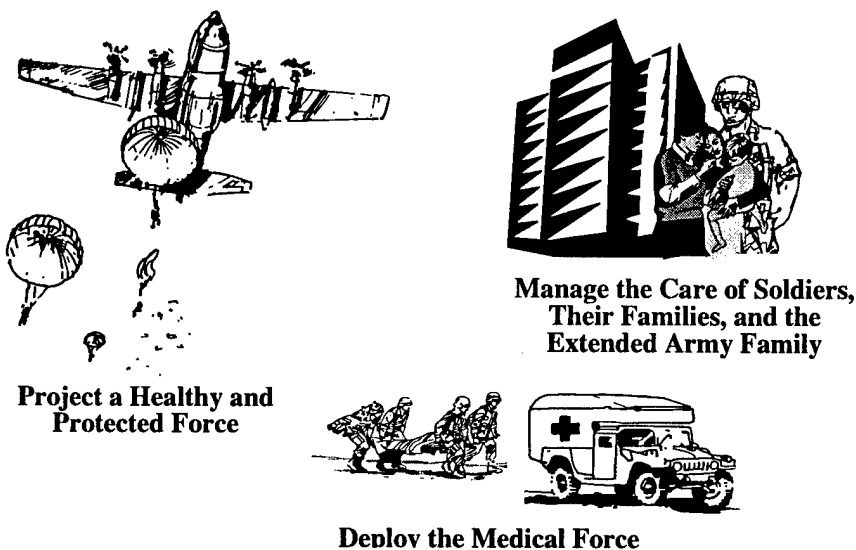 Manage the Care of Soldiers,
Their Families, and the
Extended Army Family
Project a Healthy and
Protected Force
Deploy the Medical Force